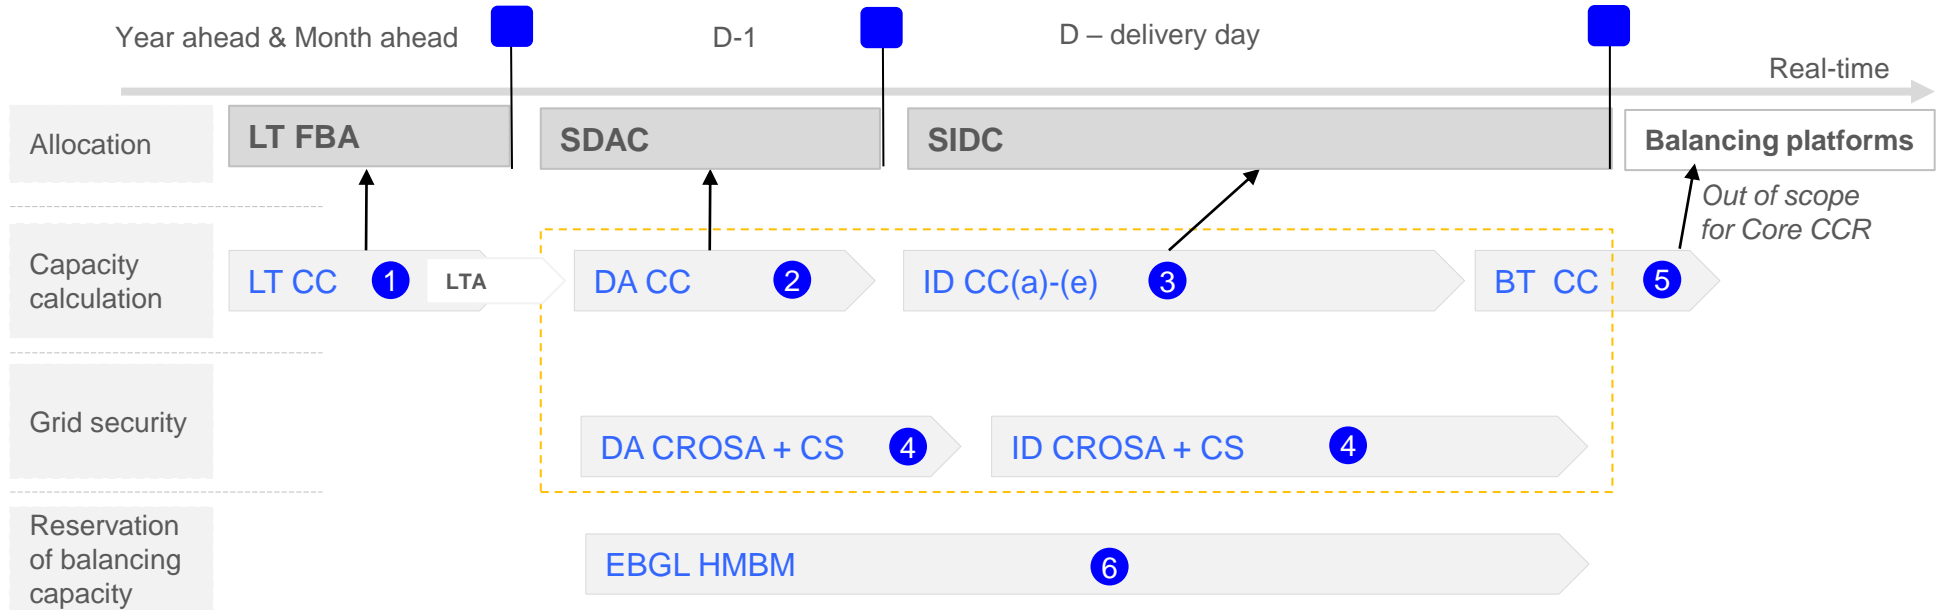 Year ahead & Month ahead
D-1
D – delivery day
Real-time
Allocation
LT FBA
SDAC
SIDC
Balancing platforms
Out of scope
for Core CCR
Capacity
calculation
LT CC 1
LTA
DA CC 2
ID CC(a)-(e) 3
BT CC 5
Grid security
DA CROSA + CS 4
ID CROSA + CS 4
Reservation
of balancing
capacity
EBGL HMBM 6